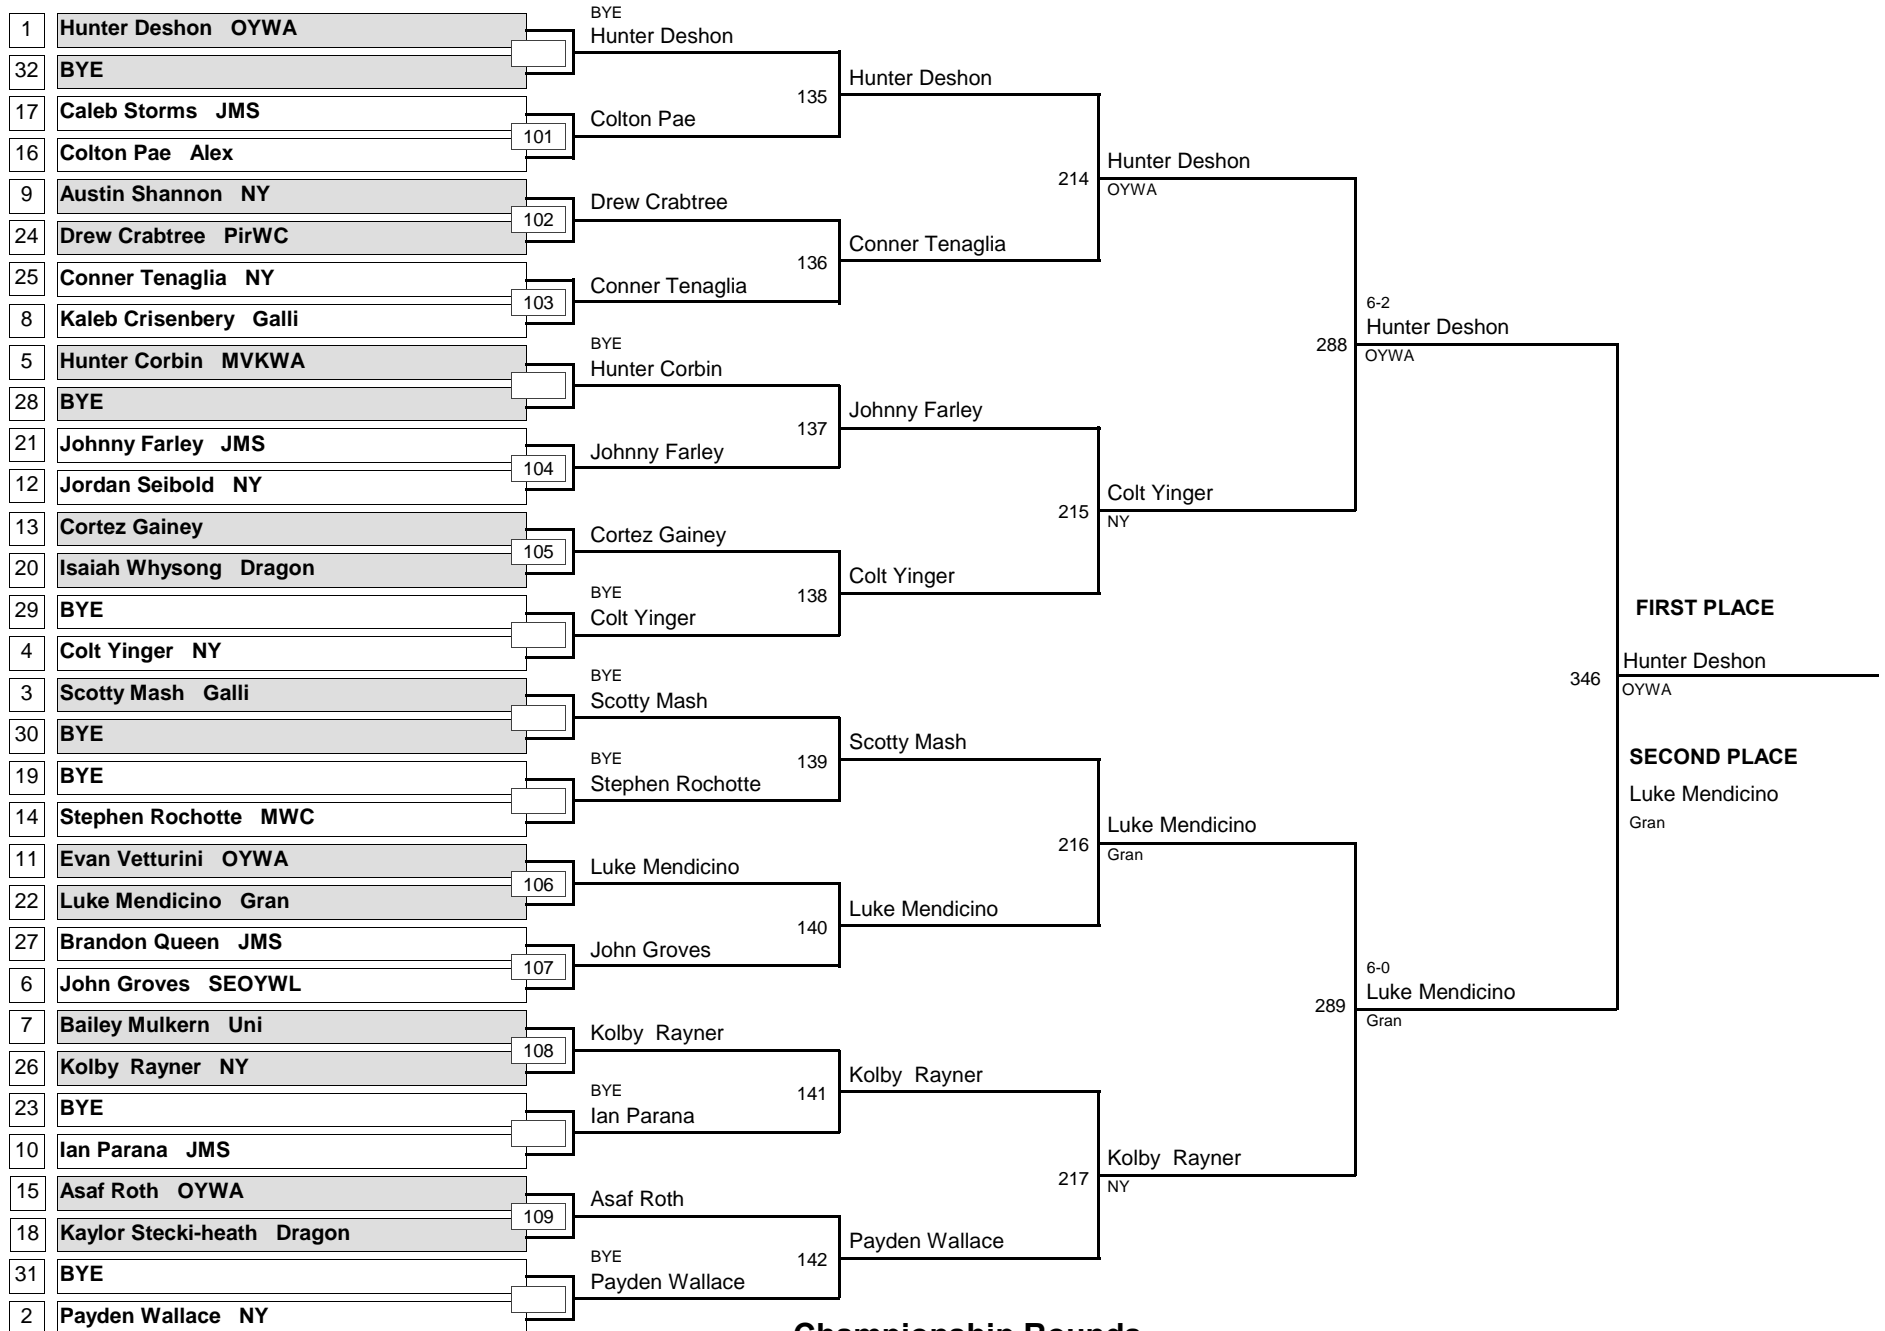 1 Hunter Deshon OYWA
32 BYE
17 Caleb Storms JMS
16 Colton Pae Alex
9 Austin Shannon NY
24 Drew Crabtree PirWC
25 Conner Tenaglia NY
8 Kaleb Crisenbery Galli
5 Hunter Corbin MVKWA
28 BYE
21 Johnny Farley JMS
12 Jordan Seibold NY
13 Cortez Gainey
20 Isaiah Whysong Dragon
29 BYE
4 Colt Yinger NY
3 Scotty Mash Galli
30 BYE
19 BYE
14 Stephen Rochotte MWC
11 Evan Vetturini OYWA
22 Luke Mendicino Gran
27 Brandon Queen JMS
6 John Groves SEOYWL
7 Bailey Mulkern Uni
26 Kolby Rayner NY
23 BYE
10 Ian Parana JMS
15 Asaf Roth OYWA
18 Kaylor Stecki-heath Dragon
31 BYE
2 Payden Wallace NY
101
102
103
104
105
106
107
108
109
BYE
Hunter Deshon
Colton Pae
Drew Crabtree
Conner Tenaglia
BYE
Hunter Corbin
Johnny Farley
Cortez Gainey
BYE
Colt Yinger
BYE
Scotty Mash
BYE
Stephen Rochotte
Luke Mendicino
John Groves
Kolby Rayner
BYE
Ian Parana
Asaf Roth
BYE
Payden Wallace
135
136
137
138
139
140
141
142
Hunter Deshon
Conner Tenaglia
Johnny Farley
Colt Yinger
Scotty Mash
Luke Mendicino
Kolby Rayner
Payden Wallace
214
215
216
217
Hunter Deshon
OYWA
Colt Yinger
NY
Luke Mendicino
Gran
Kolby Rayner
NY
288
289
6-2
Hunter Deshon
OYWA
6-0
Luke Mendicino
Gran
346
FIRST PLACE
Hunter Deshon
OYWA
SECOND PLACE
Luke Mendicino
Gran
Championship Rounds